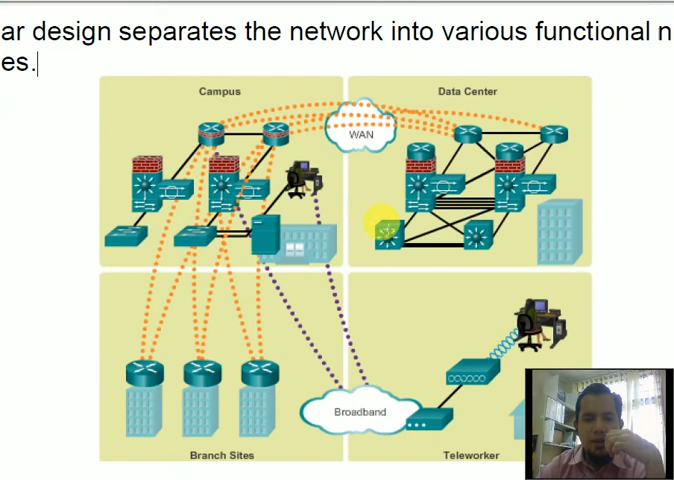 ar design separates the network into various functional n
es.
Campus
Data Center
WAN
Broadband
Branch Sites
Teleworker